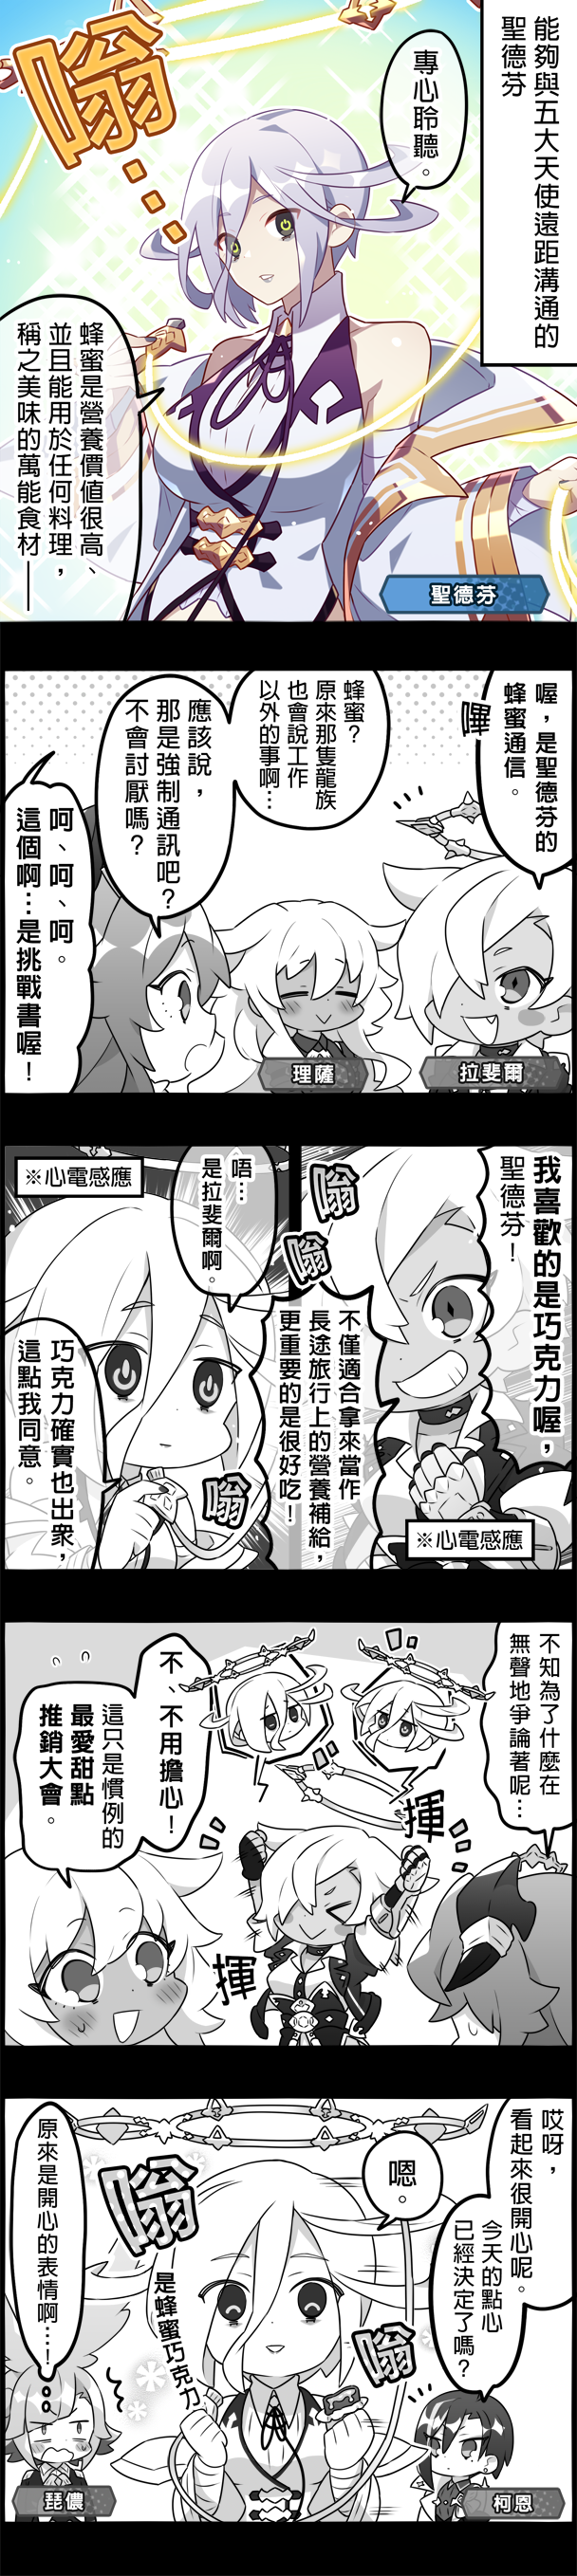 能夠與五大天使遠距溝通的
聖德芬
專心聆聽。
嗡…
蜂蜜是營養價值很高、
並且能用於任何料理，
稱之美味的萬能食材——
聖德芬
喔，是聖德芬的
蜂蜜通信。
嗶
蜂蜜？
原來那隻龍族
也會說工作
以外的事啊…
應該說，
那是強制通訊吧？
不會討厭嗎？
呵、呵、呵。
這個啊…是挑戰書喔！
理薩
拉斐爾
我喜歡的是巧克力喔，
聖德芬！
嗡
嗡
不僅適合拿來當作
長途旅行上的營養補給，
更重要的是很好吃！
※心電感應
※心電感應
唔…
是拉斐爾啊。
巧克力確實也出眾，
這點我同意。
嗡
不知為了什麼在
無聲地爭論著呢…
揮
揮
不、不用擔心！
這只是慣例的
最愛甜點
推銷大會。
哎呀，
看起來很開心呢。
今天的點心
已經決定了嗎？
嗯。
嗡
嗡
是蜂蜜巧克力
原來是開心的表情啊…！
琵儂
柯恩